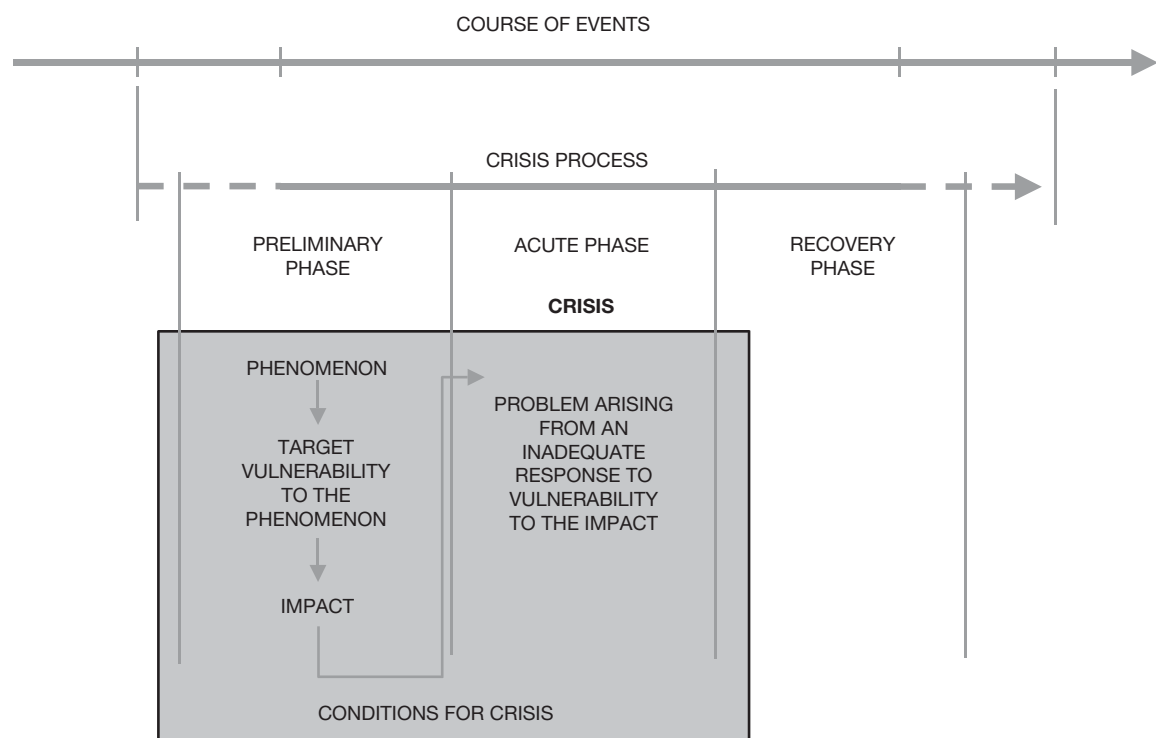 COURSE OF EVENTS
CRISIS PROCESS
PRELIMINARY
PHASE
ACUTE PHASE
RECOVERY
PHASE
CRISIS
PHENOMENON
TARGET
VULNERABILITY
TO THE
PHENOMENON
IMPACT
PROBLEM ARISING
FROM AN
INADEQUATE
RESPONSE TO
VULNERABILITY
TO THE IMPACT
CONDITIONS FOR CRISIS